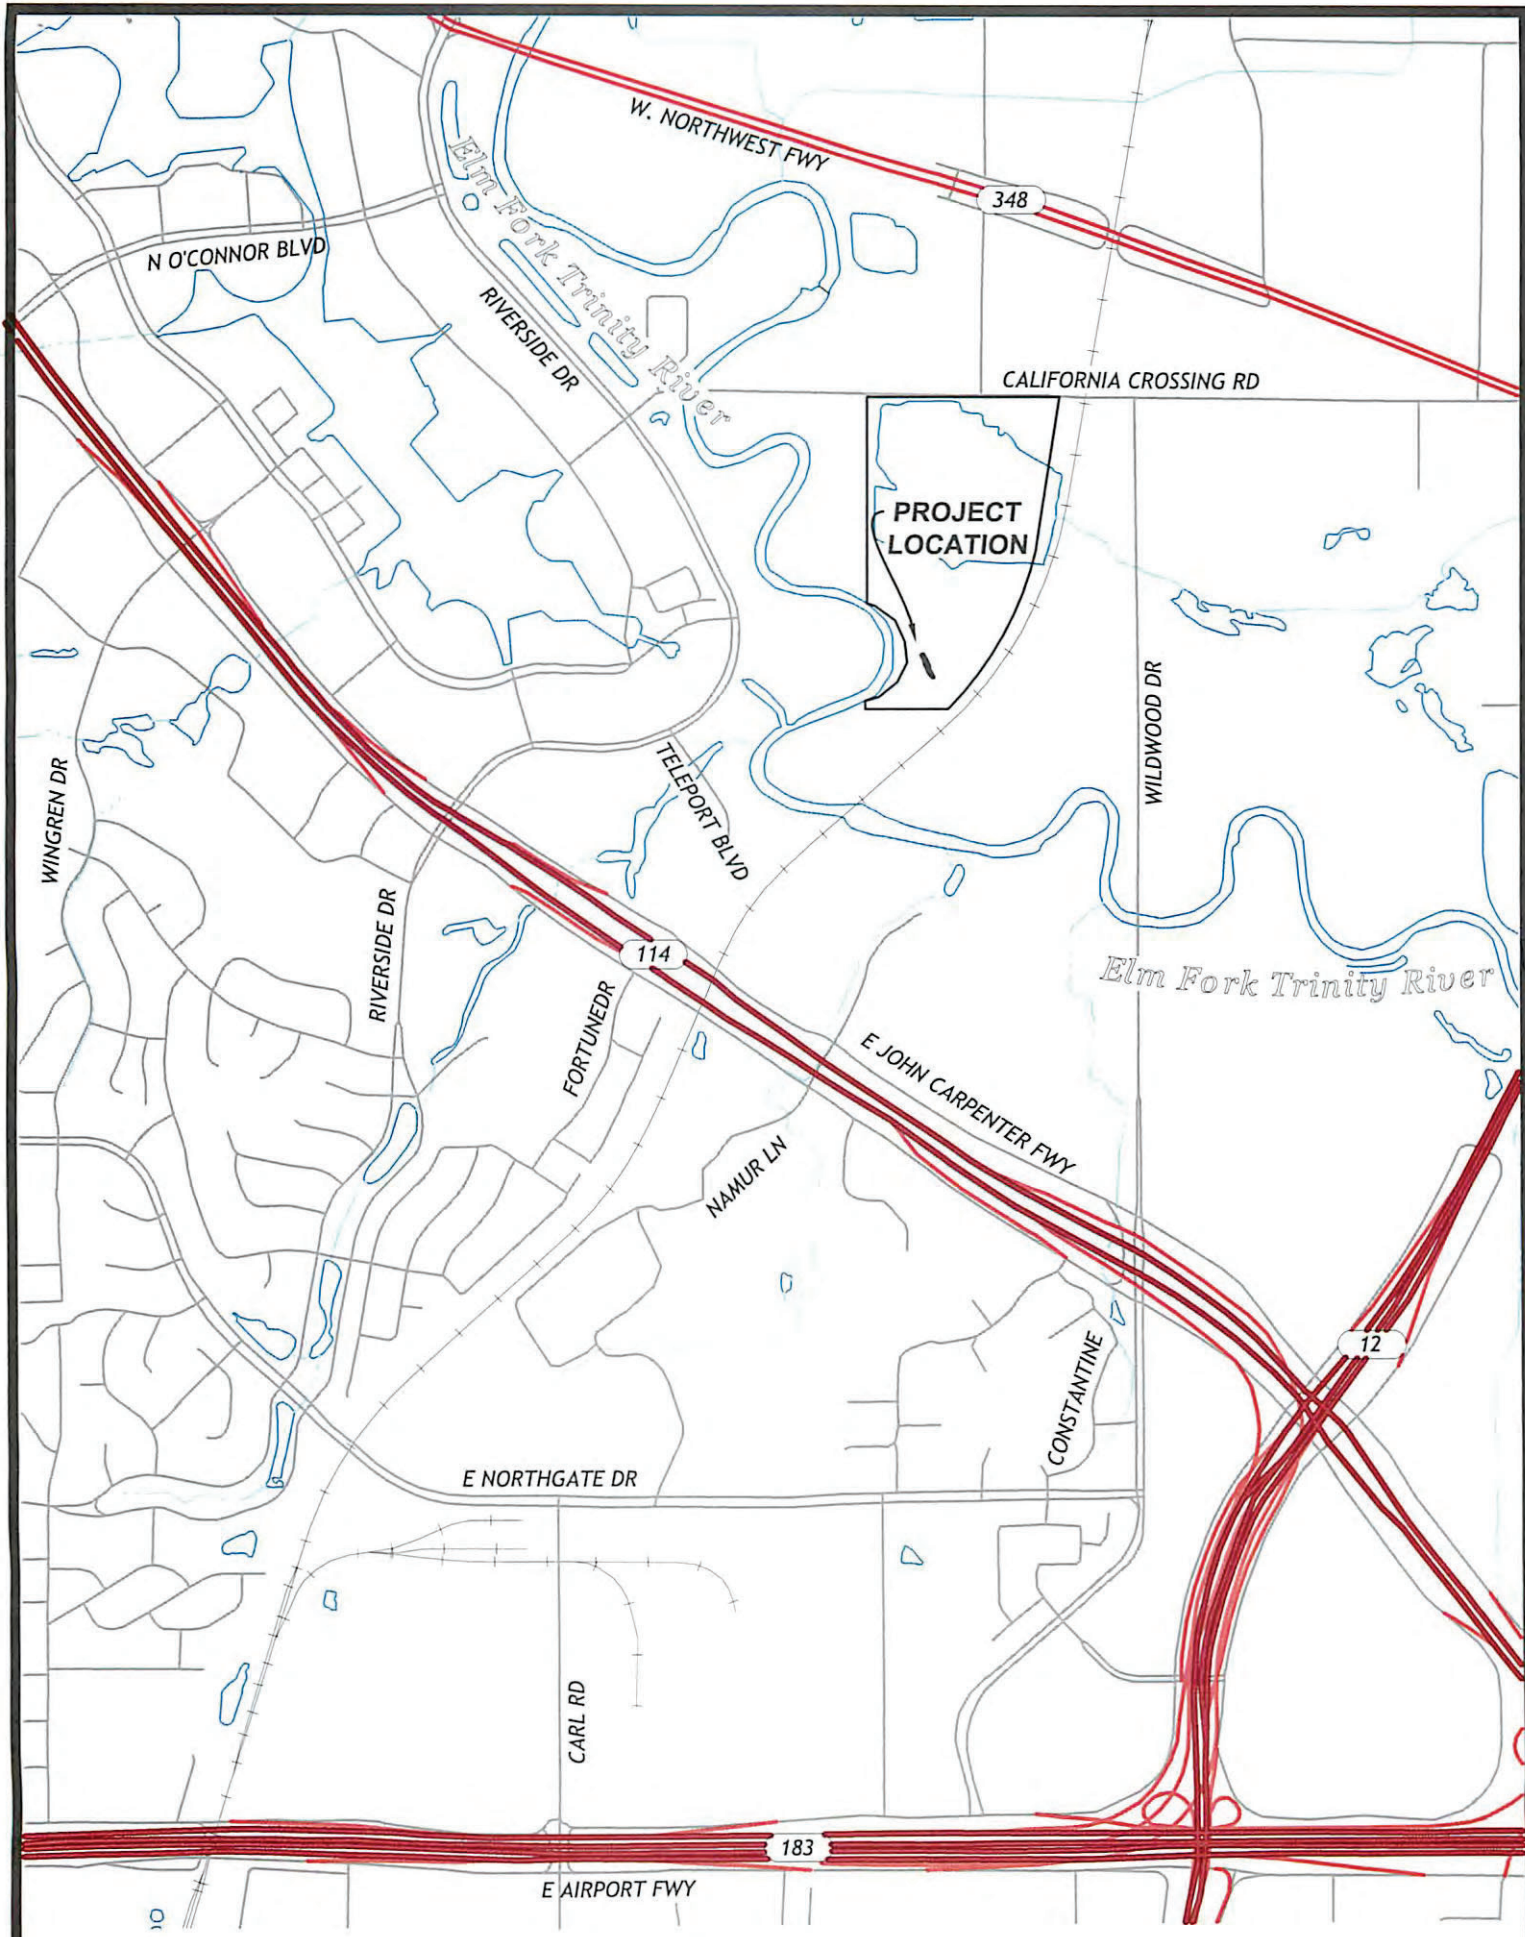 W. NORTHWEST FWY
348
Elm Fork Trinity River
N O'CONNOR BLVD
RIVERSIDE DR
CALIFORNIA CROSSING RD
PROJECT
LOCATION
WILDWOOD DR
WINGREN DR
TELEPORT BLVD
RIVERSIDE DR
114
Elm Fork Trinity River
FORTUNEDR
E JOHN CARPENTER FWY
NAMUR LN
12
CONSTANTINE
E NORTHGATE DR
CARL RD
183
E AIRPORT FWY